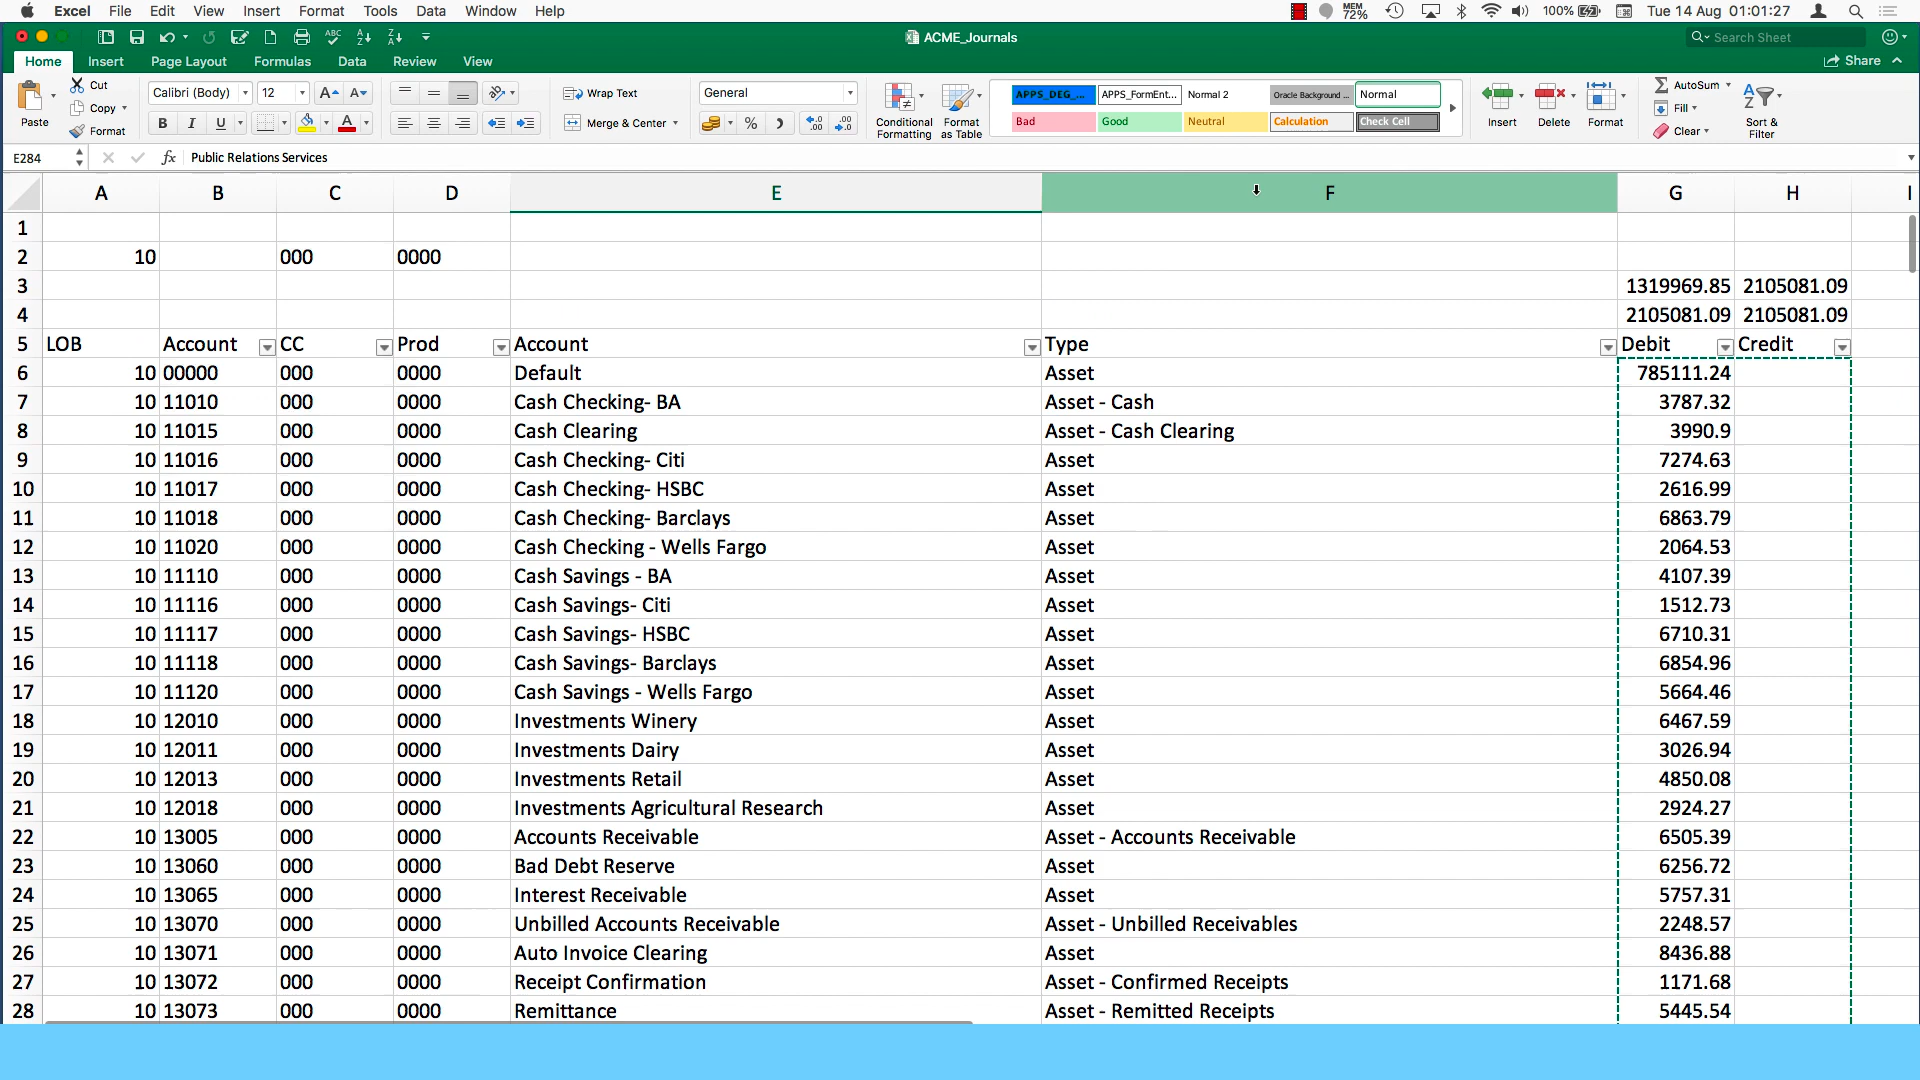 Excel File Edit View Insert Format Tools Data Window Help MEM 72% 100% Tue 14 Aug 01:01:27
ACME_Journals Search Sheet
Home Insert Page Layout Formulas Data Review View Share
Paste Cut Copy Format
Calibri (Body) 12 A A
B I U A
Wrap Text
Merge & Center
General
%
Conditional Formatting
Format as Table
APPS_DEG_... APPS_FormEnt... Normal 2 Oracle Background ... Normal
Bad Good Neutral Calculation Check Cell
Insert Delete Format
AutoSum
Fill
Clear
Sort & Filter
E284 fx Public Relations Services
A B C D E F G H I
1
2 10 000 0000
3 1319969.85 2105081.09
4 2105081.09 2105081.09
5 LOB Account CC Prod Account Type Debit Credit
6 10 00000 000 0000 Default Asset 785111.24
7 10 11010 000 0000 Cash Checking- BA Asset - Cash 3787.32
8 10 11015 000 0000 Cash Clearing Asset - Cash Clearing 3990.9
9 10 11016 000 0000 Cash Checking- Citi Asset 7274.63
10 10 11017 000 0000 Cash Checking- HSBC Asset 2616.99
11 10 11018 000 0000 Cash Checking- Barclays Asset 6863.79
12 10 11020 000 0000 Cash Checking - Wells Fargo Asset 2064.53
13 10 11110 000 0000 Cash Savings - BA Asset 4107.39
14 10 11116 000 0000 Cash Savings- Citi Asset 1512.73
15 10 11117 000 0000 Cash Savings- HSBC Asset 6710.31
16 10 11118 000 0000 Cash Savings- Barclays Asset 6854.96
17 10 11120 000 0000 Cash Savings - Wells Fargo Asset 5664.46
18 10 12010 000 0000 Investments Winery Asset 6467.59
19 10 12011 000 0000 Investments Dairy Asset 3026.94
20 10 12013 000 0000 Investments Retail Asset 4850.08
21 10 12018 000 0000 Investments Agricultural Research Asset 2924.27
22 10 13005 000 0000 Accounts Receivable Asset - Accounts Receivable 6505.39
23 10 13060 000 0000 Bad Debt Reserve Asset 6256.72
24 10 13065 000 0000 Interest Receivable Asset 5757.31
25 10 13070 000 0000 Unbilled Accounts Receivable Asset - Unbilled Receivables 2248.57
26 10 13071 000 0000 Auto Invoice Clearing Asset 8436.88
27 10 13072 000 0000 Receipt Confirmation Asset - Confirmed Receipts 1171.68
28 10 13073 000 0000 Remittance Asset - Remitted Receipts 5445.54